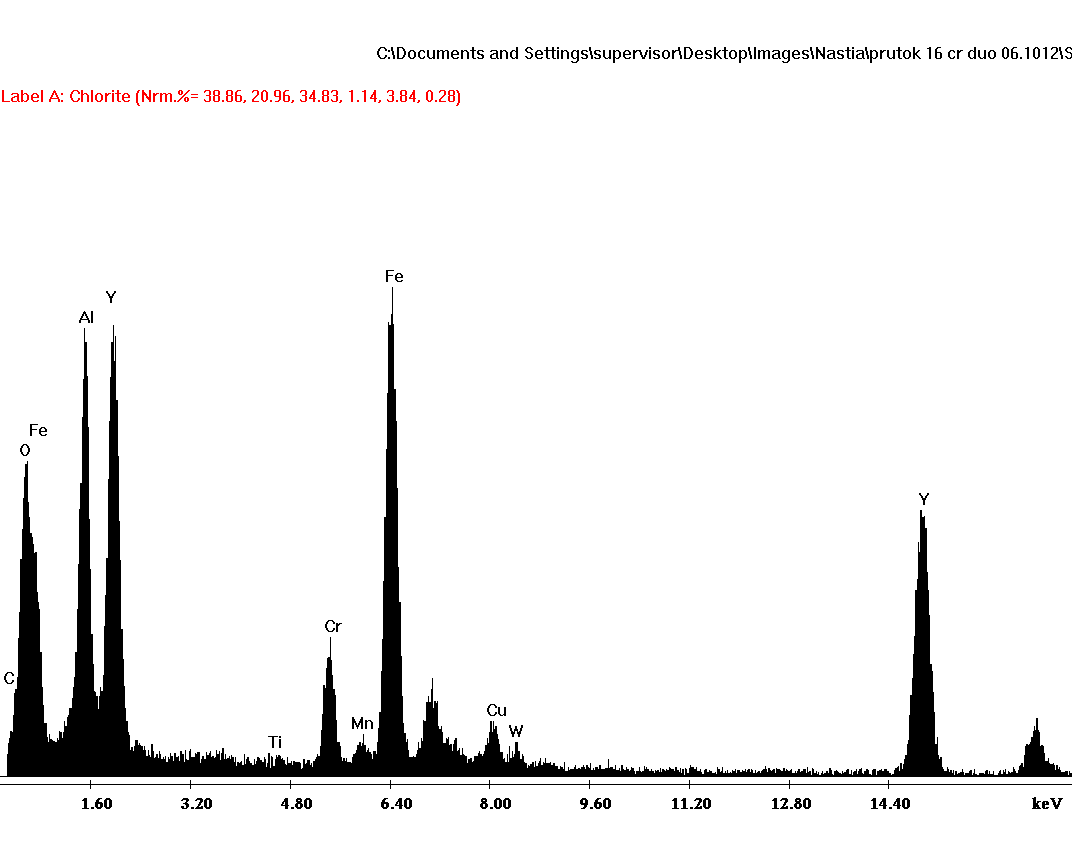 C:\Documents and Settings\supervisor\Desktop\Images\Nastia\prutok 16 cr duo 06.1012\S
Label A: Chlorite (Nrm.%= 38.86, 20.96, 34.83, 1.14, 3.84, 0.28)
Fe
Y
Al
Fe
O
Y
Cr
C
Cu
Mn
W
Ti
1.60 3.20 4.80 6.40 8.00 9.60 11.20 12.80 14.40 keV